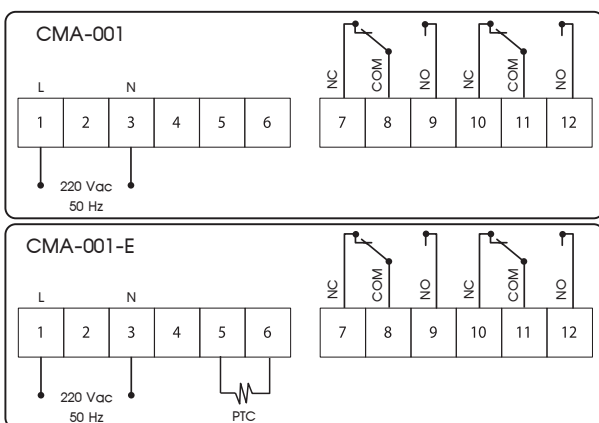 CMA-001
NC COM NO NC COM NO
L N
1 2 3 4 5 6 7 8 9 10 11 12
220 Vac
50 Hz
CMA-001-E
NC COM NO NC COM NO
L N
1 2 3 4 5 6 7 8 9 10 11 12
220 Vac
50 Hz
PTC